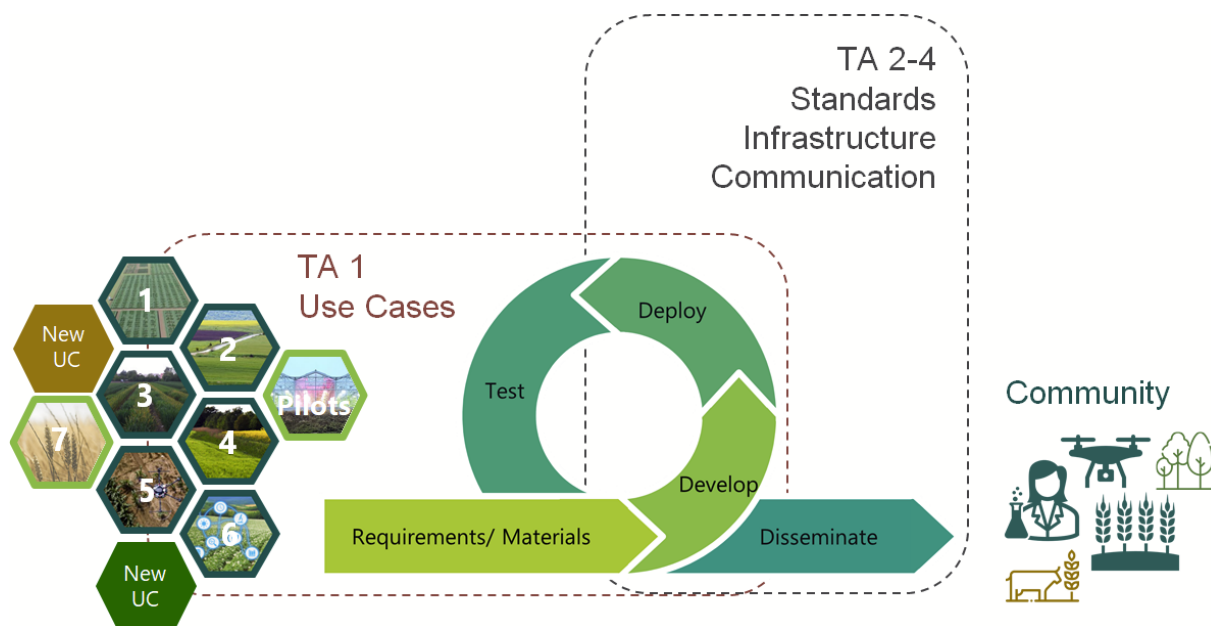 TA 2-4
Standards
Infrastructure
Communication
TA 1
Use Cases
1
New
UC
2
3
Pilots
7
4
5
6
New
UC
Test
Deploy
Develop
Requirements/ Materials
Disseminate
Community